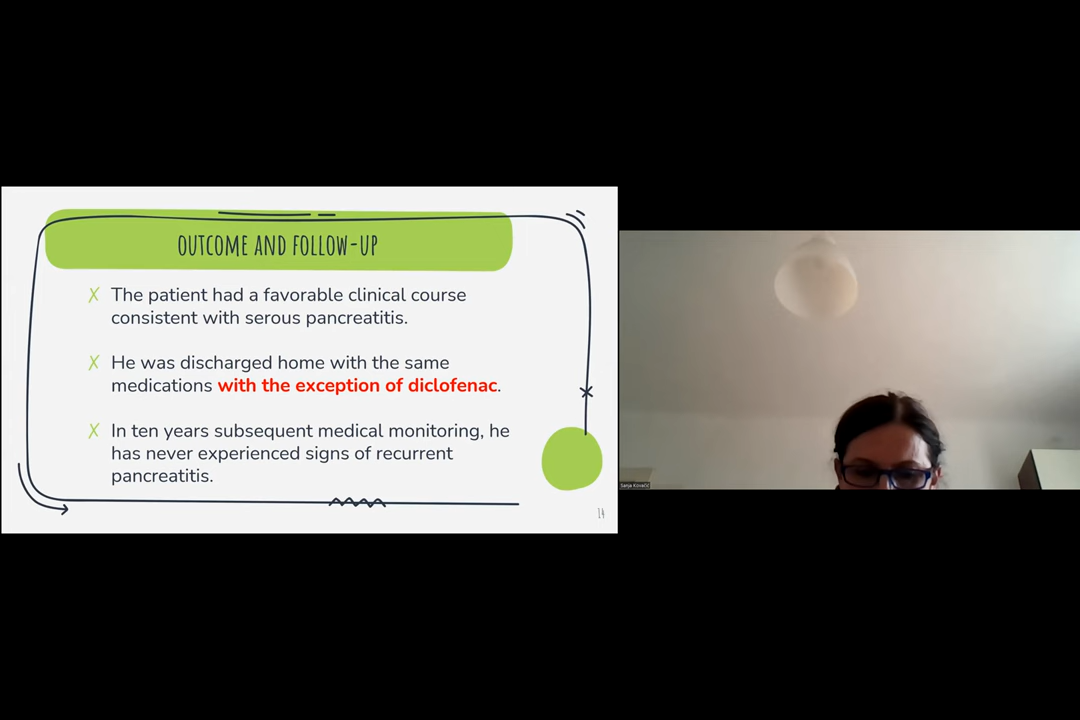 OUTCOME AND FOLLOW-UP
X The patient had a favorable clinical course
consistent with serous pancreatitis.
X He was discharged home with the same
medications with the exception of diclofenac.
X In ten years subsequent medical monitoring, he
has never experienced signs of recurrent
pancreatitis.
14
Sanja Kovačić